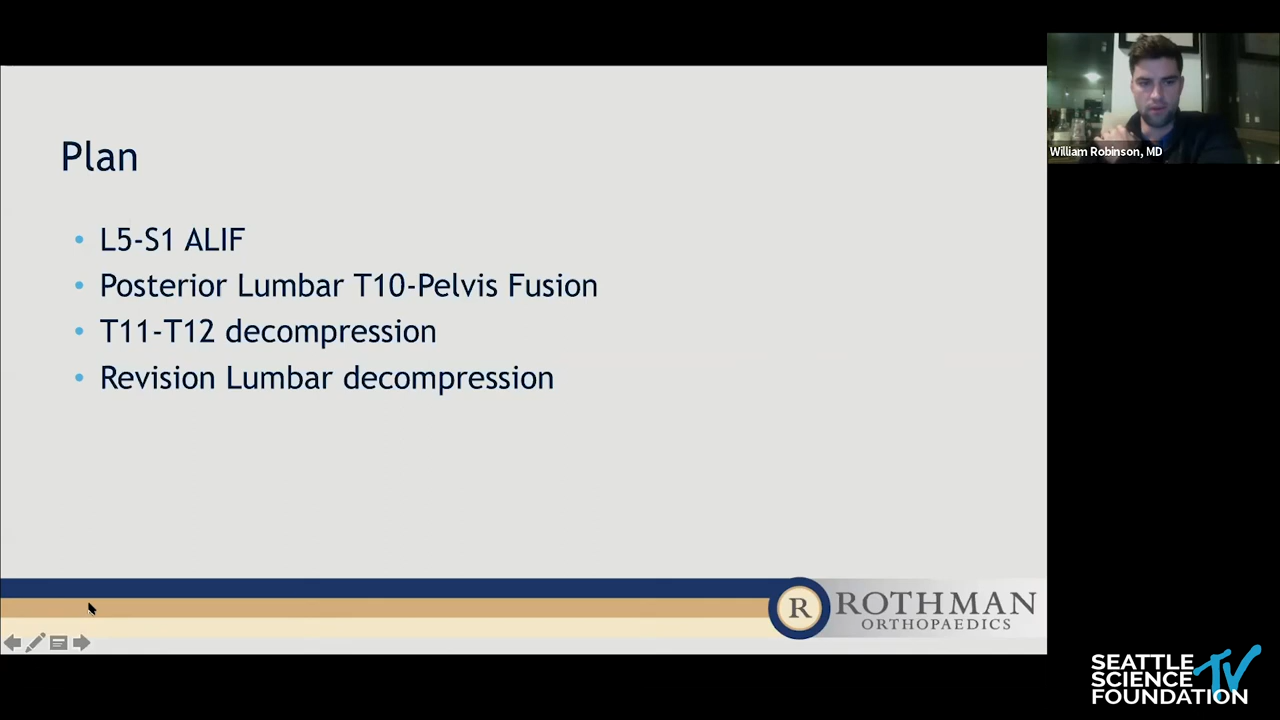 Plan
• L5-S1 ALIF
• Posterior Lumbar T10-Pelvis Fusion
• T11-T12 decompression
• Revision Lumbar decompression
William Robinson, MD
R ROTHMAN
ORTHOPAEDICS
SEATTLE
SCIENCE TV
FOUNDATION